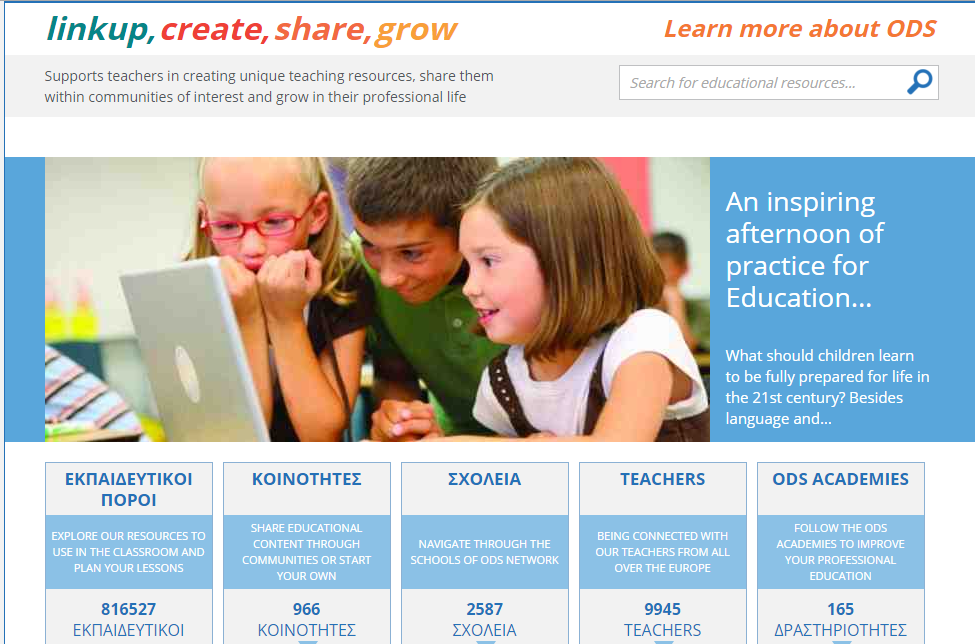 linkup, create, share, grow
Learn more about ODS
Supports teachers in creating unique teaching resources, share them
within communities of interest and grow in their professional life
Search for educational resources...
An inspiring
afternoon of
practice for
Education...
What should children learn
to be fully prepared for life in
the 21st century? Besides
language and...
ΕΚΠΑΙΔΕΥΤΙΚΟΙ
ΠΟΡΟΙ
EXPLORE OUR RESOURCES TO
USE IN THE CLASSROOM AND
PLAN YOUR LESSONS
816527
ΕΚΠΑΙΔΕΥΤΙΚΟΙ
ΚΟΙΝΟΤΗΤΕΣ
SHARE EDUCATIONAL
CONTENT THROUGH
COMMUNITIES OR START
YOUR OWN
966
ΚΟΙΝΟΤΗΤΕΣ
ΣΧΟΛΕΙΑ
NAVIGATE THROUGH THE
SCHOOLS OF ODS NETWORK
2587
ΣΧΟΛΕΙΑ
TEACHERS
BEING CONNECTED WITH
OUR TEACHERS FROM ALL
OVER THE EUROPE
9945
TEACHERS
ODS ACADEMIES
FOLLOW THE ODS
ACADEMIES TO IMPROVE
YOUR PROFESSIONAL
EDUCATION
165
ΔΡΑΣΤΗΡΙΟΤΗΤΕΣ